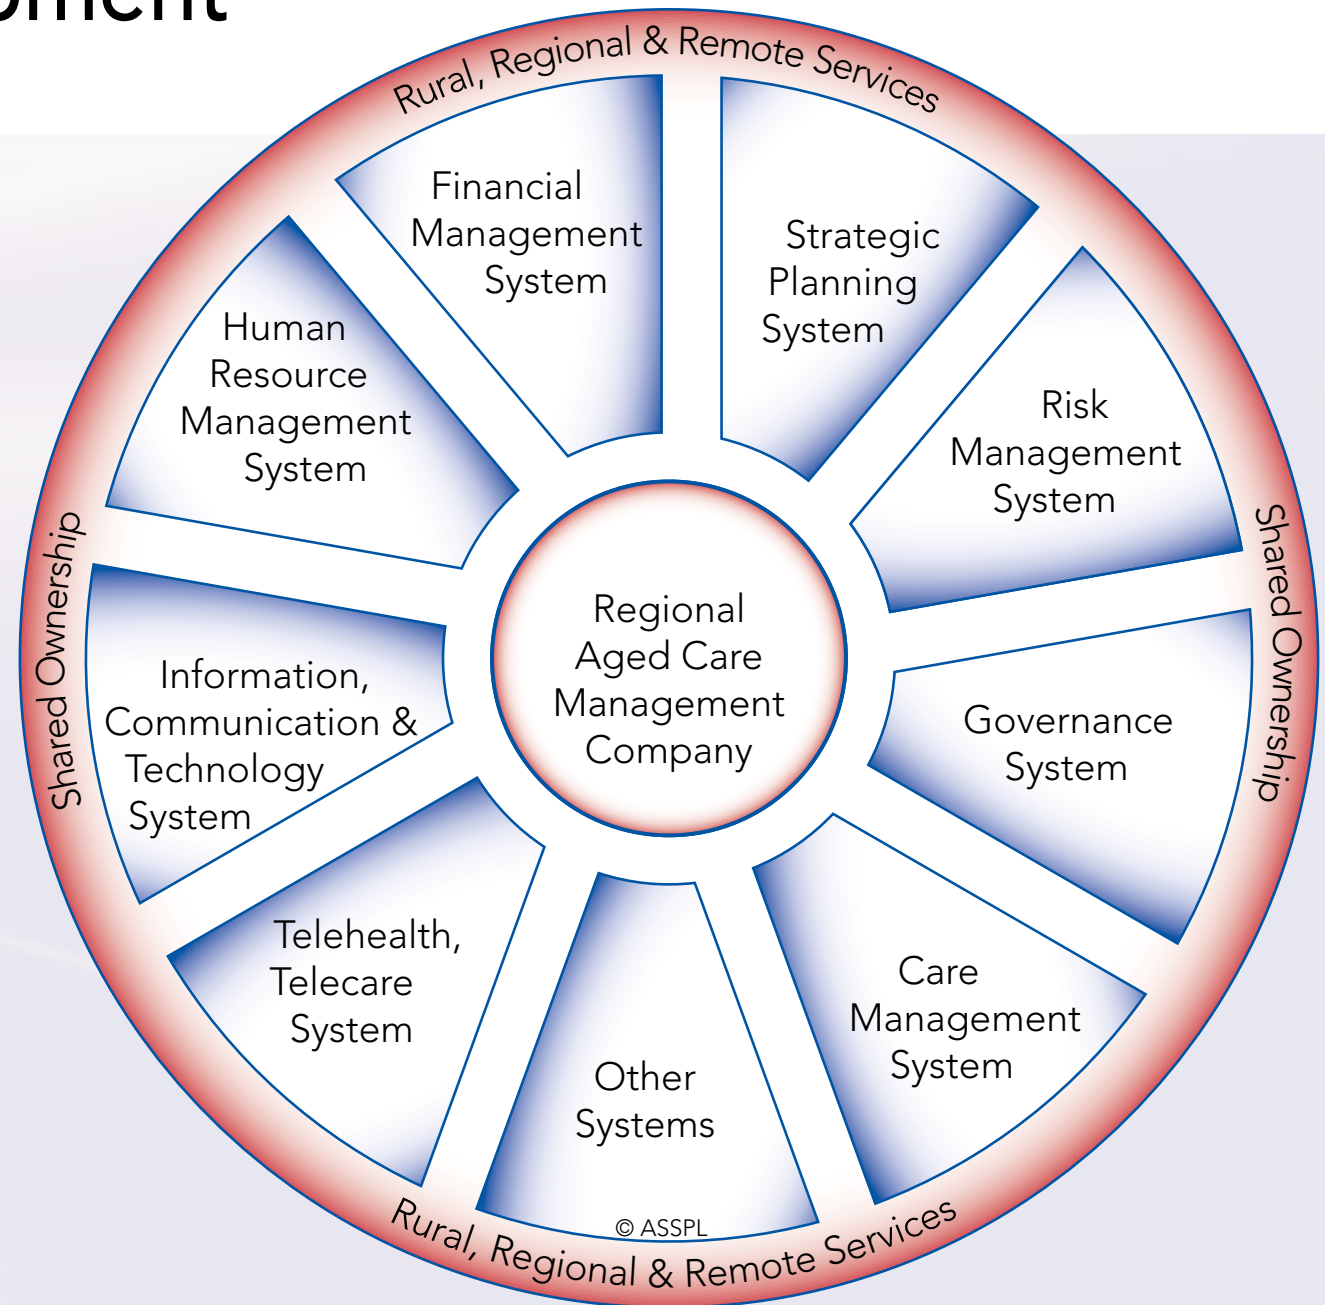 Rural, Regional & Remote Services
Financial
Management
System
Strategic
Planning
System
Human
Resource
Management
System
Risk
Management
System
Shared Ownership
Shared Ownership
Regional
Aged Care
Management
Company
Information,
Communication &
Technology
System
Governance
System
Telehealth,
Telecare
System
Care
Management
System
Other
Systems
© ASSPL
Rural, Regional & Remote Services